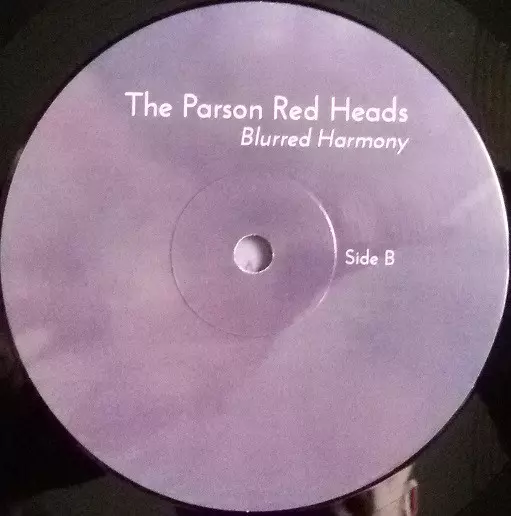 The Parson Red Heads
Blurred Harmony
Side B